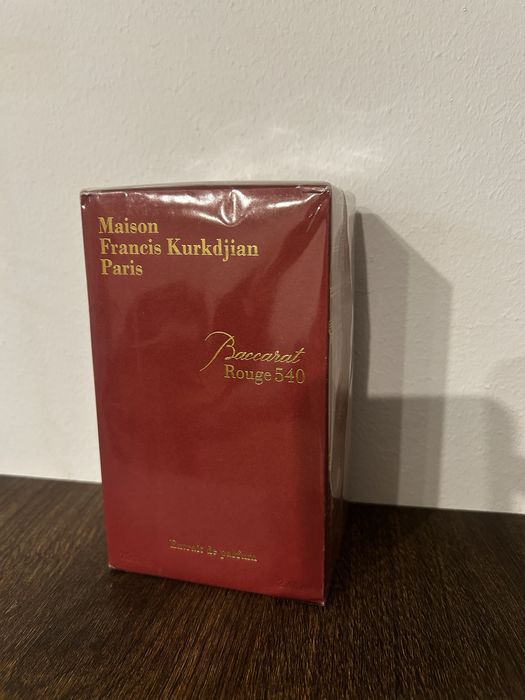 Maison
Francis Kurkdjian
Paris
Baccarat
Rouge 540
Extrait de parfum